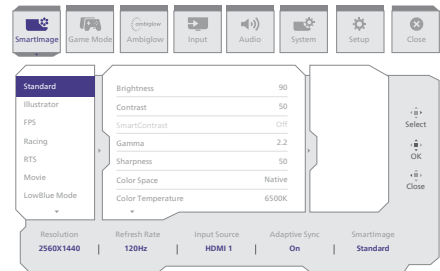 SmartImage
Game Mode
ambiglow
Ambiglow
Input
Audio
System
Setup
Close
Standard
Illustrator
FPS
Racing
RTS
Movie
LowBlue Mode
Brightness 90
Contrast 50
SmartContrast Off
Gamma 2.2
Sharpness 50
Color Space Native
Color Temperature 6500K
Select
OK
Close
Resolution Refresh Rate Input Source Adaptive Sync SmartImage
2560X1440 | 120Hz | HDMI 1 | On | Standard